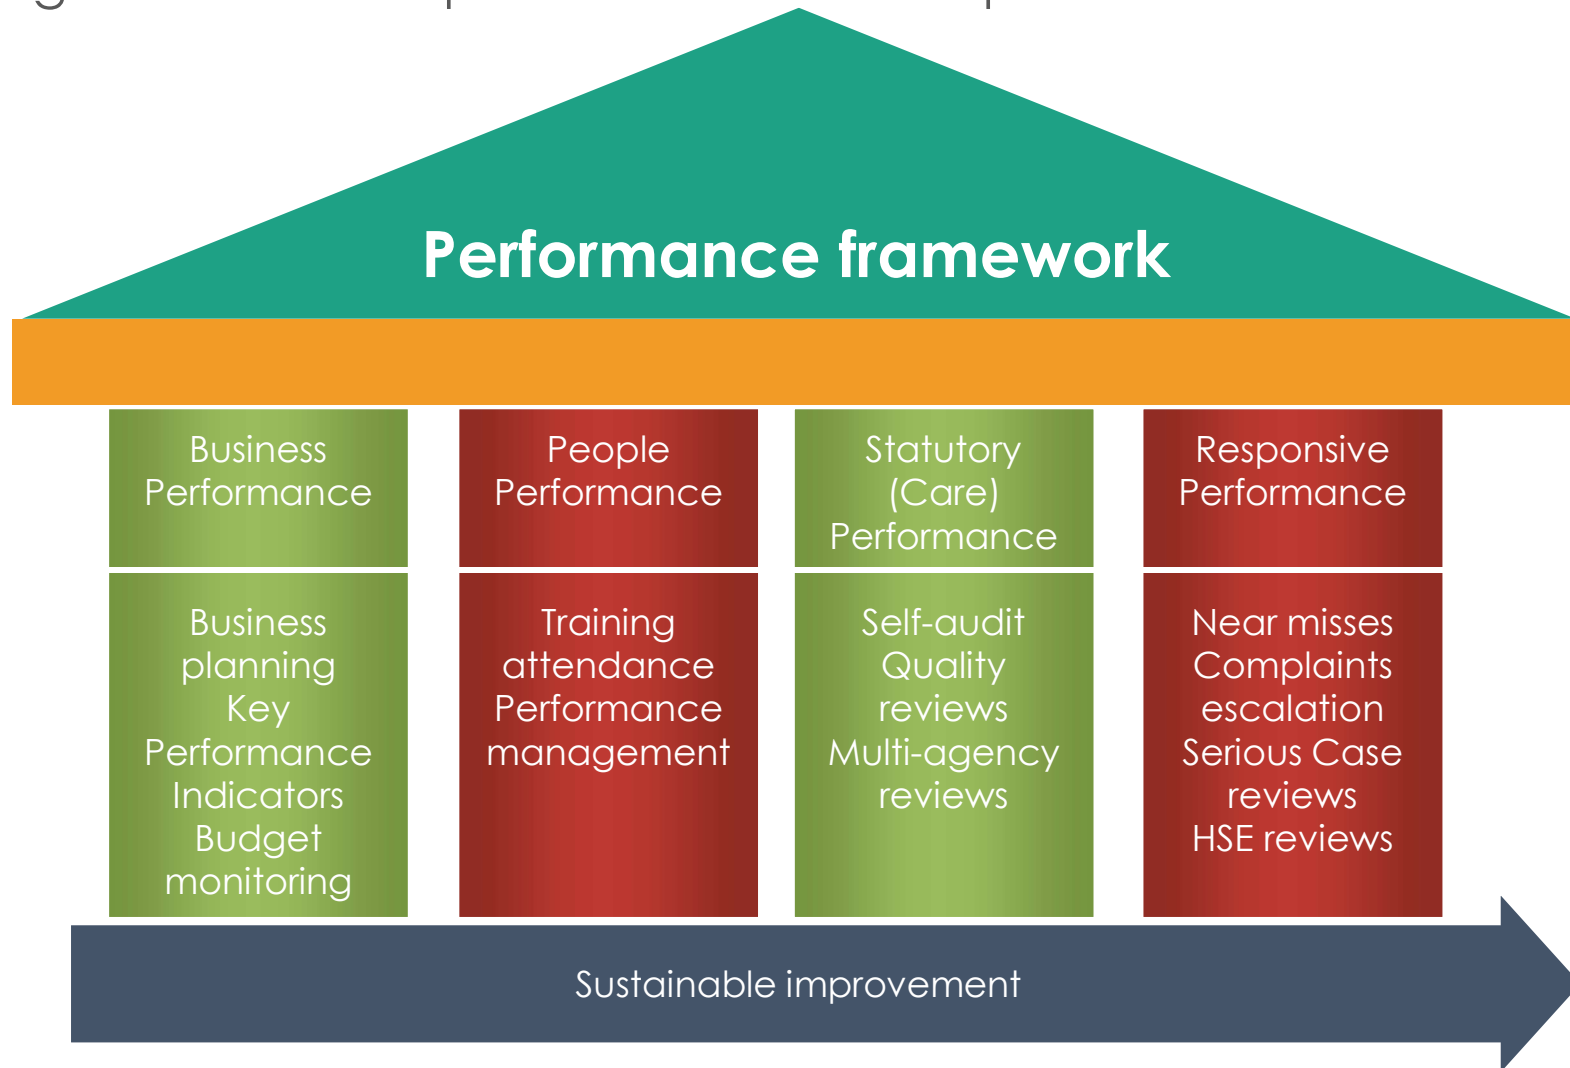 Performance framework
Business
Performance
People
Performance
Statutory
(Care)
Performance
Responsive
Performance
Business
planning
Key
Performance
Indicators
Budget
monitoring
Training
attendance
Performance
management
Self-audit
Quality
reviews
Multi-agency
reviews
Near misses
Complaints
escalation
Serious Case
reviews
HSE reviews
Sustainable improvement